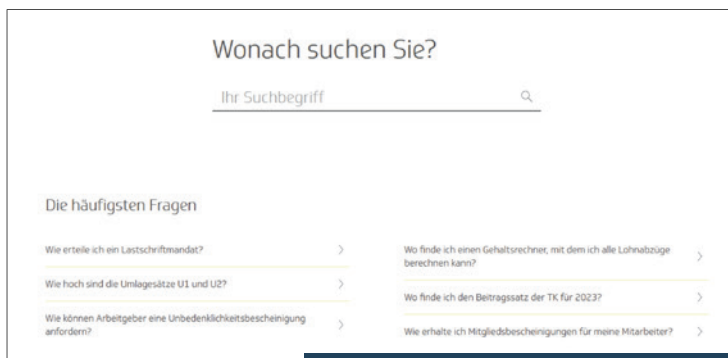 Wonach suchen Sie?
Ihr Suchbegriff
Die häufigsten Fragen
Wie erteile ich ein Lastschriftmandat?
Wie hoch sind die Umlagesätze U1 und U2?
Wie können Arbeitgeber eine Unbedenklichkeitsbescheinigung
anfordern?
Wo finde ich einen Gehaltsrechner, mit dem ich alle Lohnabzüge
berechnen kann?
Wo finde ich den Beitragssatz der TK für 2023?
Wie erhalte ich Mitgliedsbescheinigungen für meine Mitarbeiter?